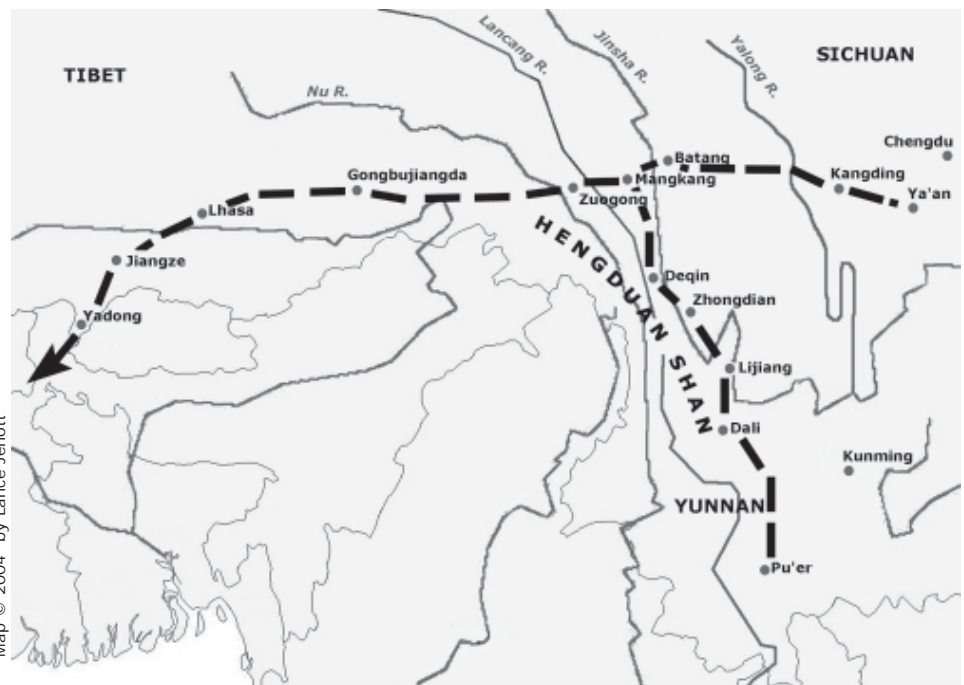 TIBET
SICHUAN
Lancang R.
Jinsha R.
Yalong R.
Nu R.
Chengdu
Batang
Kangding
Ya'an
Gongbujiangda
Mangkang
Zuogong
Lhasa
HENGDUAN SHAN
Jiangze
Deqin
Zhongdian
Yadong
Lijiang
Dali
Kunming
YUNNAN
Pu'er
Map © 2004 by Lance Jenott